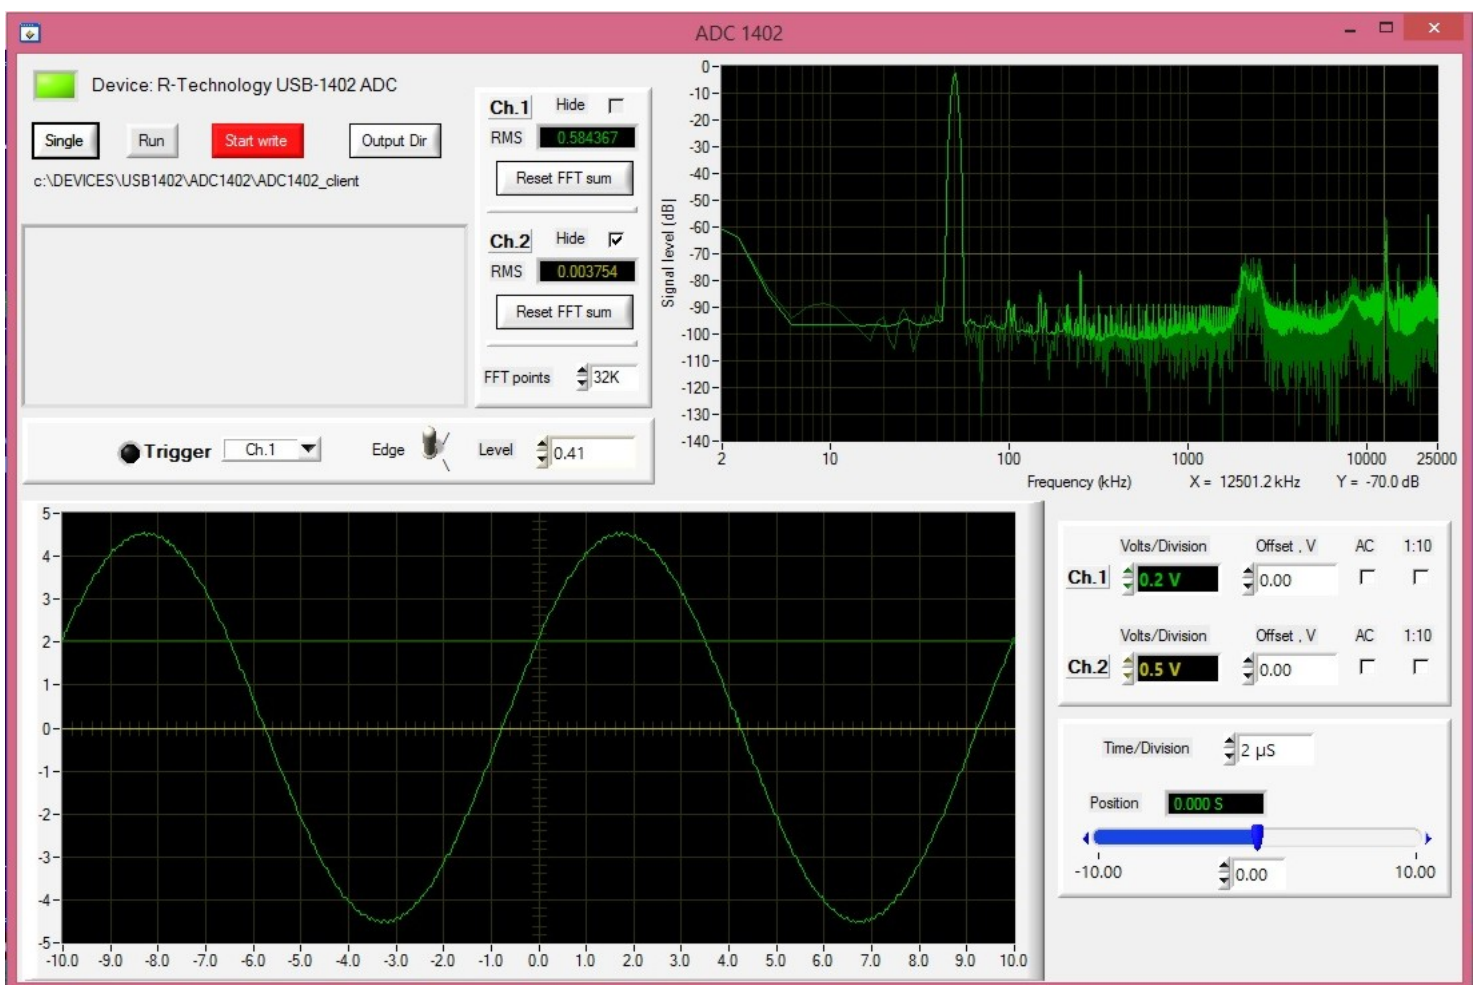 ADC 1402
Device: R-Technology USB-1402 ADC
Single Run Start write Output Dir
c:\DEVICES\USB1402\ADC1402\ADC1402_client
Ch.1 Hide
RMS 0.584367
Reset FFT sum
Ch.2 Hide
RMS 0.003754
Reset FFT sum
FFT points 32K
Trigger Ch.1 Edge Level 0.41
Signal level (dB)
0
-10
-20
-30
-40
-50
-60
-70
-80
-90
-100
-110
-120
-130
-140
2 10 100 1000 10000 25000
Frequency (kHz) X = 12501.2 kHz Y = -70.0 dB
5
4
3
2
1
0
-1
-2
-3
-4
-5
-10.0 -9.0 -8.0 -7.0 -6.0 -5.0 -4.0 -3.0 -2.0 -1.0 0.0 1.0 2.0 3.0 4.0 5.0 6.0 7.0 8.0 9.0 10.0
Volts/Division Offset , V AC 1:10
Ch.1 0.2 V 0.00
Volts/Division Offset , V AC 1:10
Ch.2 0.5 V 0.00
Time/Division 2 µS
Position 0.000 S
-10.00 0.00 10.00